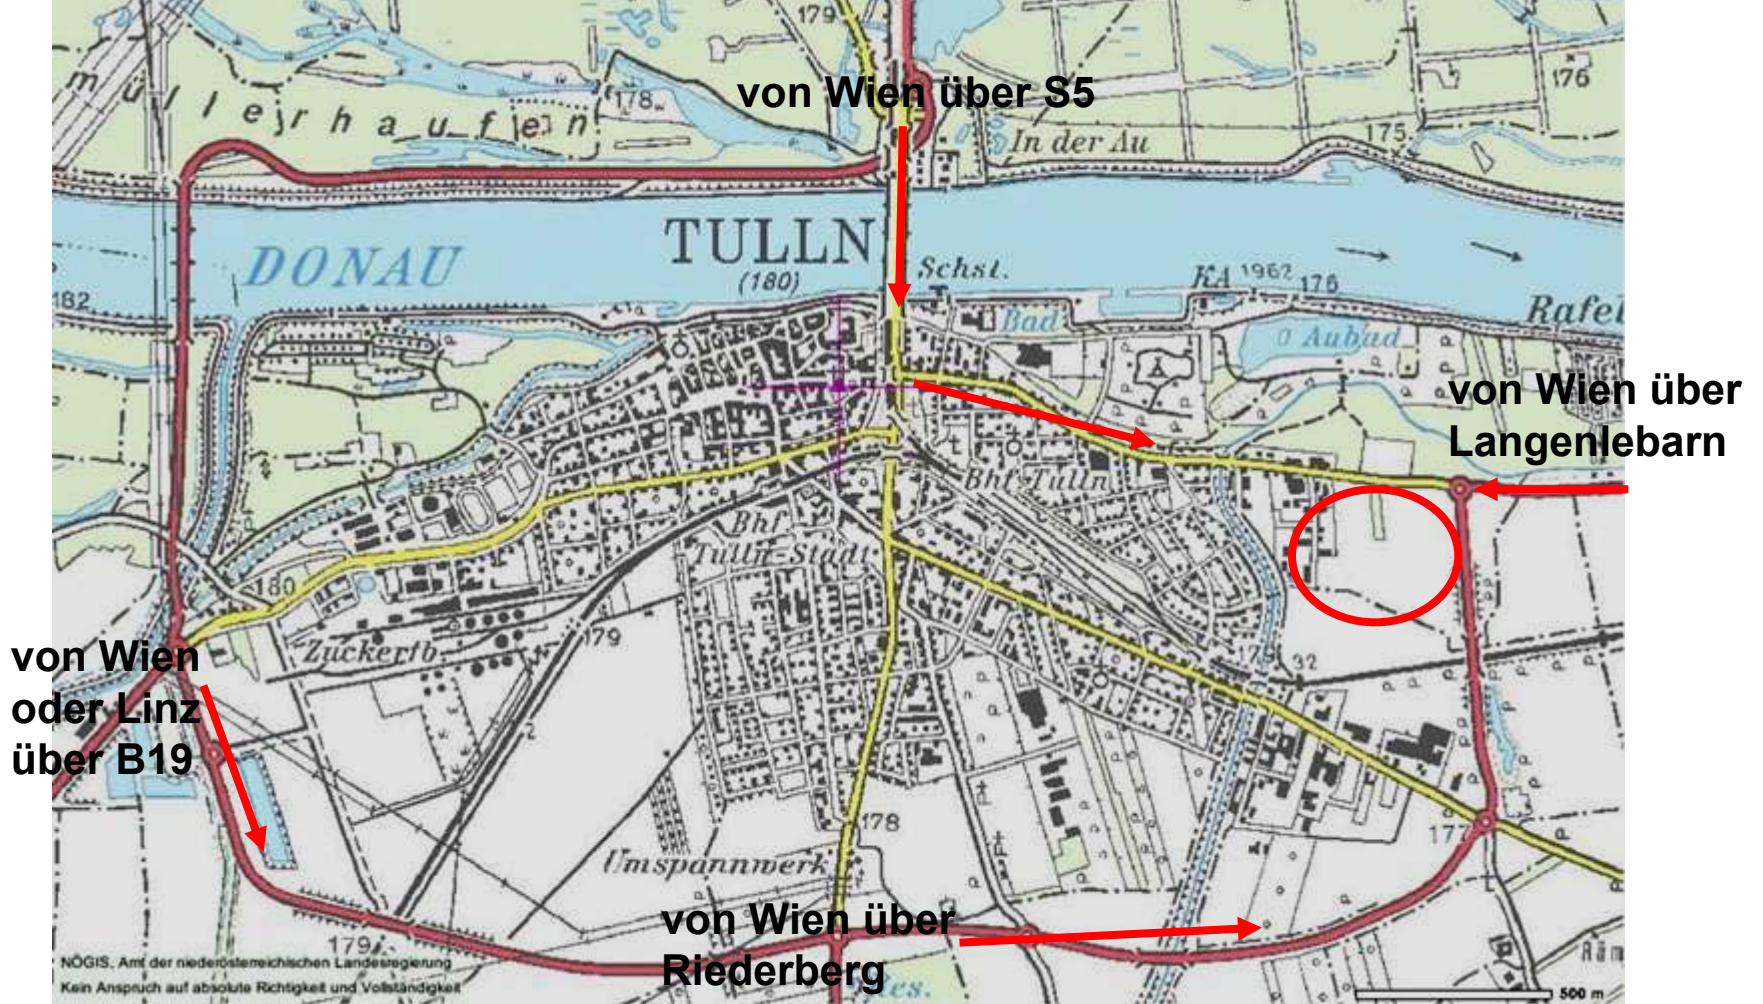 179
176
178
von Wien über S5
müllerhaufen
In der Au
175
TULLN
(180)
DONAU
Schst.
KA 1962 176
182
Rafel
Bad
Aubad
von Wien über
Langenlebarn
Bhf. Tulln
Bhf.
Tulln-Stadt
180
179
Zuckerfb.
32
von Wien
oder Linz
über B19
178
177
Umspannwerk
von Wien über
Riederberg
179
NÖGIS, Amt der niederösterreichischen Landesregierung
Kein Anspruch auf absolute Richtigkeit und Vollständigkeit
500 m